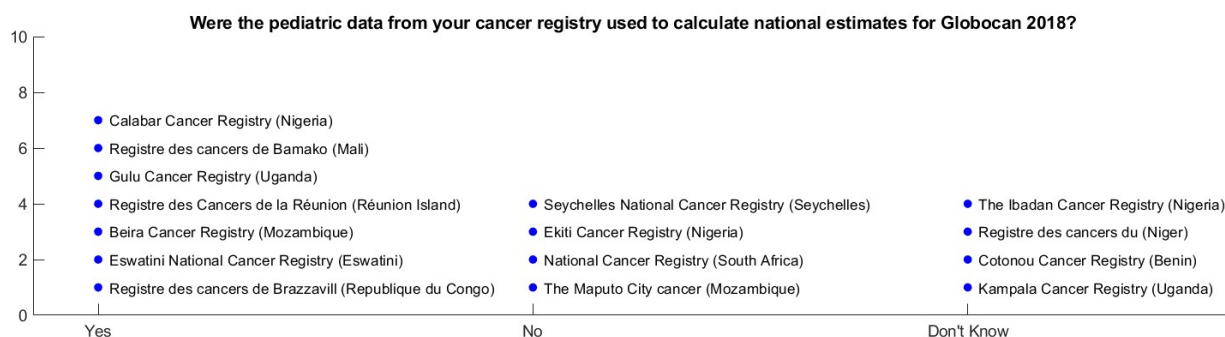 Were the pediatric data from your cancer registry used to calculate national estimates for Globocan 2018?
10
8
Calabar Cancer Registry (Nigeria)
6
Registre des cancers de Bamako (Mali)
Gulu Cancer Registry (Uganda)
4
Registre des Cancers de la Réunion (Réunion Island)
Seychelles National Cancer Registry (Seychelles)
The Ibadan Cancer Registry (Nigeria)
Beira Cancer Registry (Mozambique)
Ekiti Cancer Registry (Nigeria)
Registre des cancers du (Niger)
2
Eswatini National Cancer Registry (Eswatini)
National Cancer Registry (South Africa)
Cotonou Cancer Registry (Benin)
Registre des cancers de Brazzavill (Republique du Congo)
The Maputo City cancer (Mozambique)
Kampala Cancer Registry (Uganda)
0
Yes
No
Don't Know